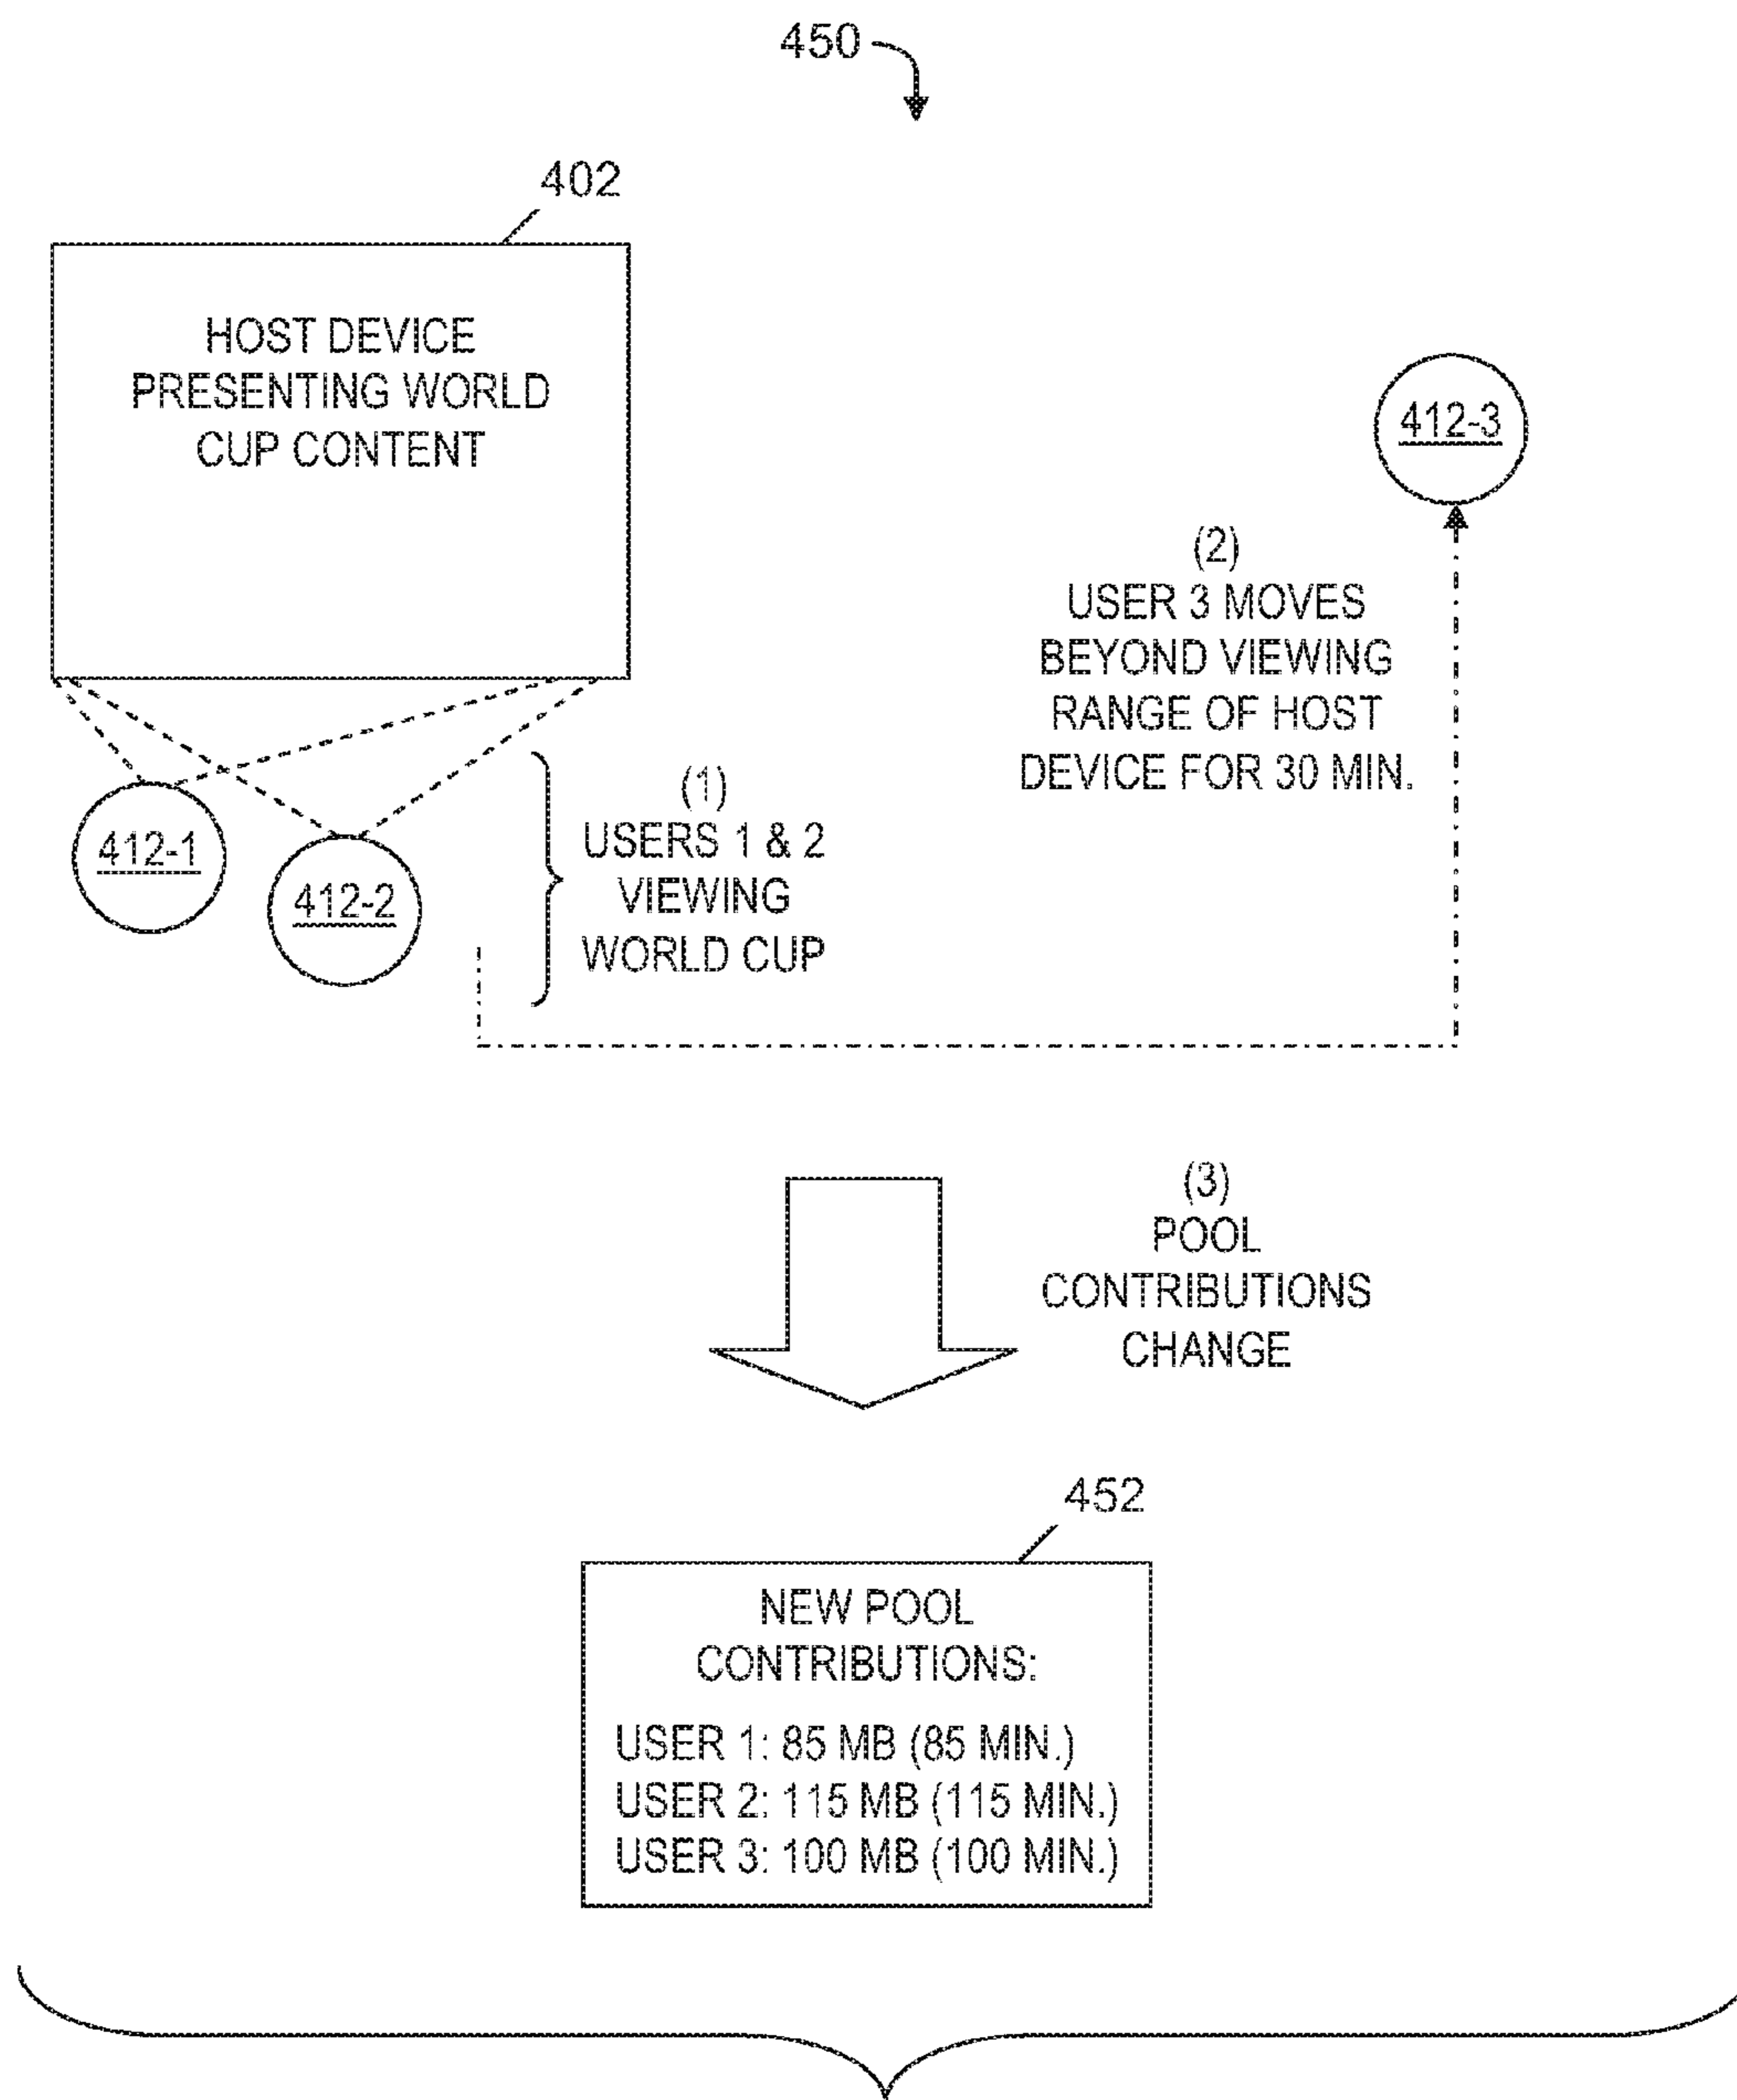 450
402
HOST DEVICE
PRESENTING WORLD
CUP CONTENT
412-3
(2)
USER 3 MOVES
BEYOND VIEWING
RANGE OF HOST
DEVICE FOR 30 MIN.
412-1
412-2
(1)
USERS 1 & 2
VIEWING
WORLD CUP
(3)
POOL
CONTRIBUTIONS
CHANGE
452
NEW POOL
CONTRIBUTIONS:
USER 1: 85 MB (85 MIN.)
USER 2: 115 MB (115 MIN.)
USER 3: 100 MB (100 MIN.)